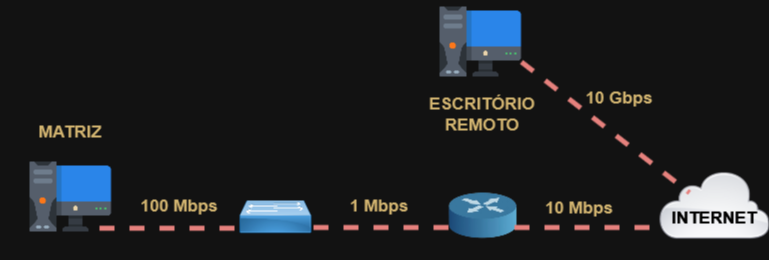 ESCRITÓRIO
REMOTO
10 Gbps
MATRIZ
100 Mbps
1 Mbps
10 Mbps
INTERNET